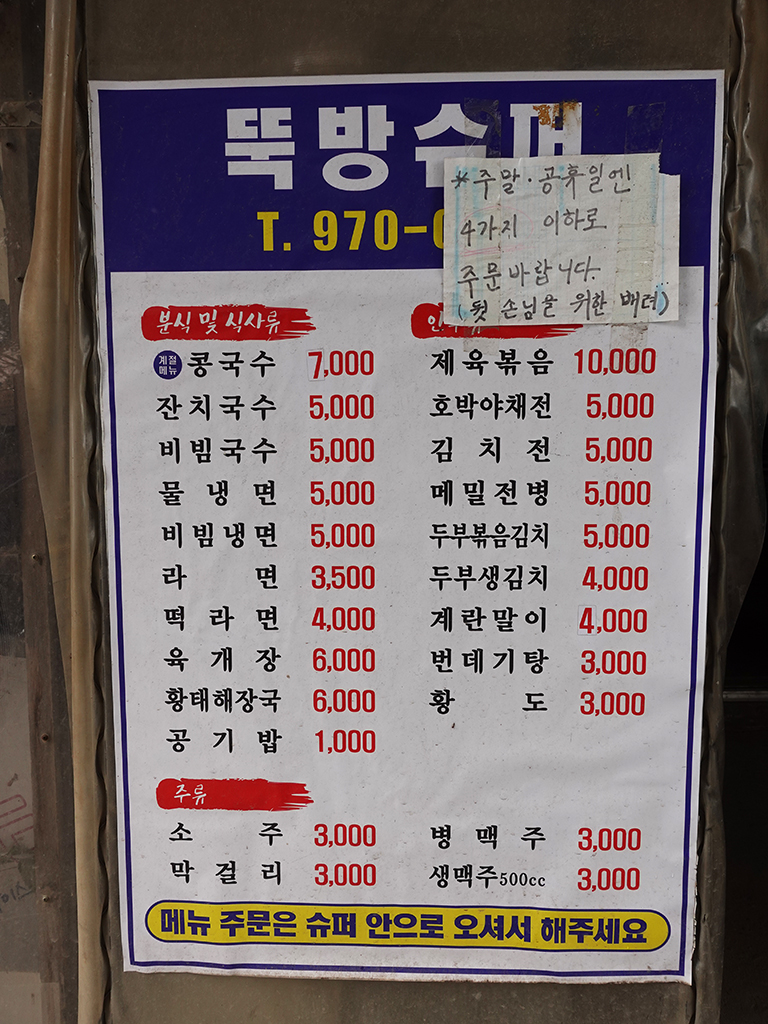 뚝방슈퍼
T. 970-
*주말·공휴일엔
4가지 이하로
주문바랍니다.
(뒷 손님을 위한 배려)
분식 및 식사류
계절메뉴 콩국수 7,000
잔치국수 5,000
비빔국수 5,000
물냉면 5,000
비빔냉면 5,000
라면 3,500
떡라면 4,000
육개장 6,000
황태해장국 6,000
공기밥 1,000
제육볶음 10,000
호박야채전 5,000
김치전 5,000
메밀전병 5,000
두부볶음김치 5,000
두부생김치 4,000
계란말이 4,000
번데기탕 3,000
황도 3,000
주류
소주 3,000
막걸리 3,000
병맥주 3,000
생맥주500cc 3,000
메뉴 주문은 슈퍼 안으로 오셔서 해주세요